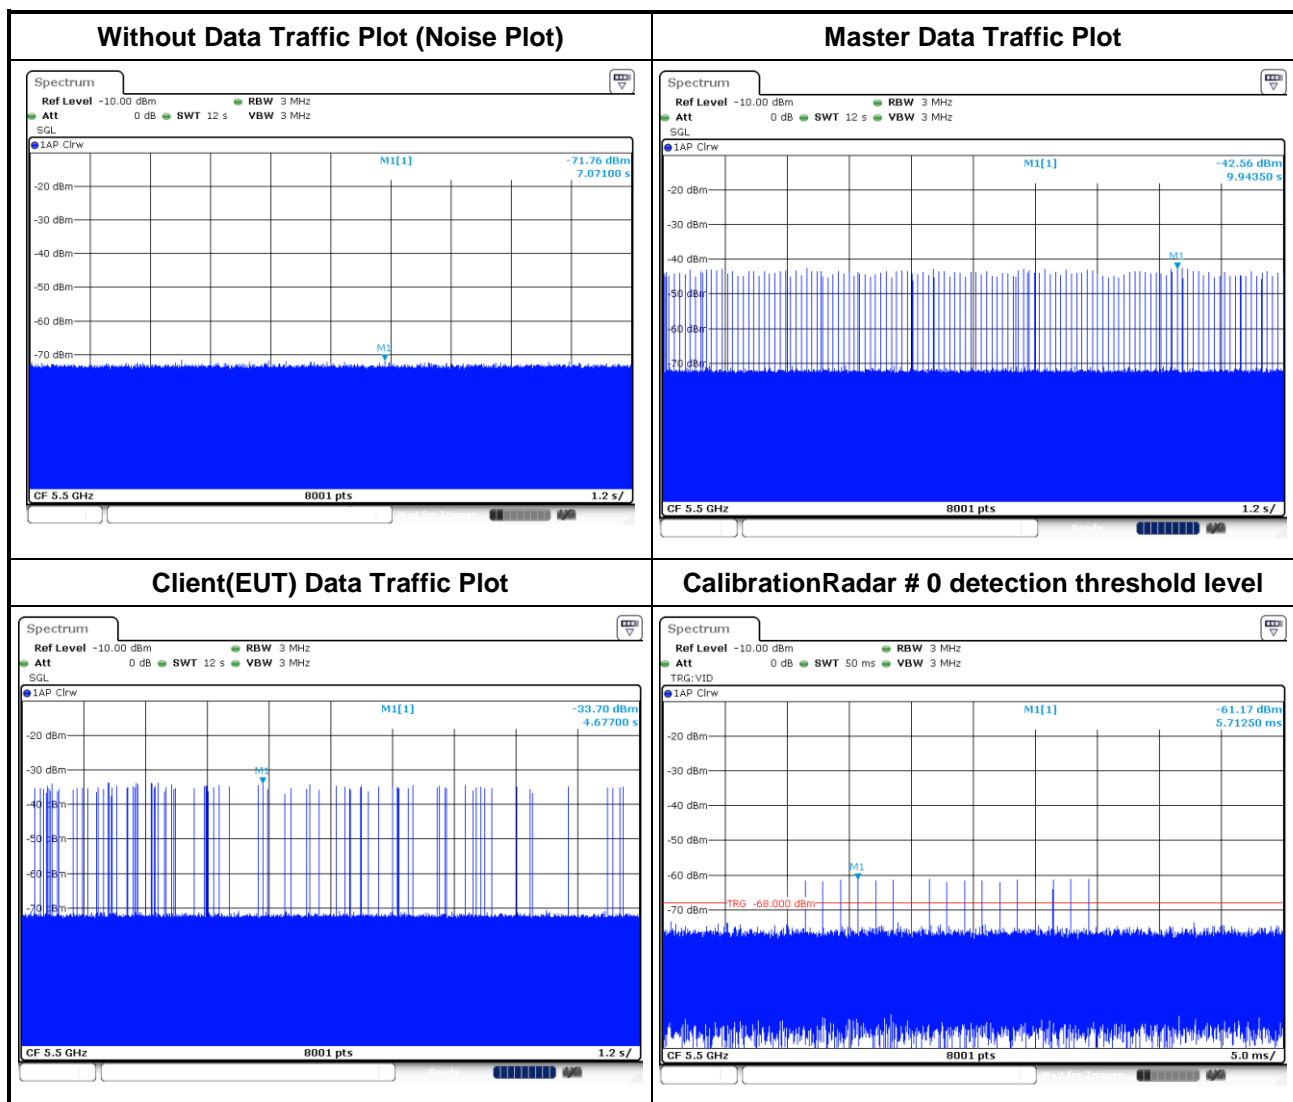 Without Data Traffic Plot (Noise Plot)
Spectrum
Ref Level -10.00 dBm RBW 3 MHz
Att 0 dB SWT 12 s VBW 3 MHz
SGL
1AP Clrw
M1[1] -71.76 dBm
7.07100 s
-20 dBm
-30 dBm
-40 dBm
-50 dBm
-60 dBm
M1
-70 dBm
CF 5.5 GHz 8001 pts 1.2 s/
Wait for Trigger
Master Data Traffic Plot
Spectrum
Ref Level -10.00 dBm RBW 3 MHz
Att 0 dB SWT 12 s VBW 3 MHz
SGL
1AP Clrw
M1[1] -42.56 dBm
9.94350 s
-20 dBm
-30 dBm
-40 dBm
M1
-50 dBm
-60 dBm
-70 dBm
CF 5.5 GHz 8001 pts 1.2 s/
Ready
Client(EUT) Data Traffic Plot
Spectrum
Ref Level -10.00 dBm RBW 3 MHz
Att 0 dB SWT 12 s VBW 3 MHz
SGL
1AP Clrw
M1[1] -33.70 dBm
4.67700 s
-20 dBm
-30 dBm
M1
-40 dBm
-50 dBm
-60 dBm
-70 dBm
CF 5.5 GHz 8001 pts 1.2 s/
Ready
CalibrationRadar # 0 detection threshold level
Spectrum
Ref Level -10.00 dBm RBW 3 MHz
Att 0 dB SWT 50 ms VBW 3 MHz
TRG:VID
1AP Clrw
M1[1] -61.17 dBm
5.71250 ms
-20 dBm
-30 dBm
-40 dBm
-50 dBm
M1
-60 dBm
TRG -68.000 dBm
-70 dBm
CF 5.5 GHz 8001 pts 5.0 ms/
Wait for Trigger